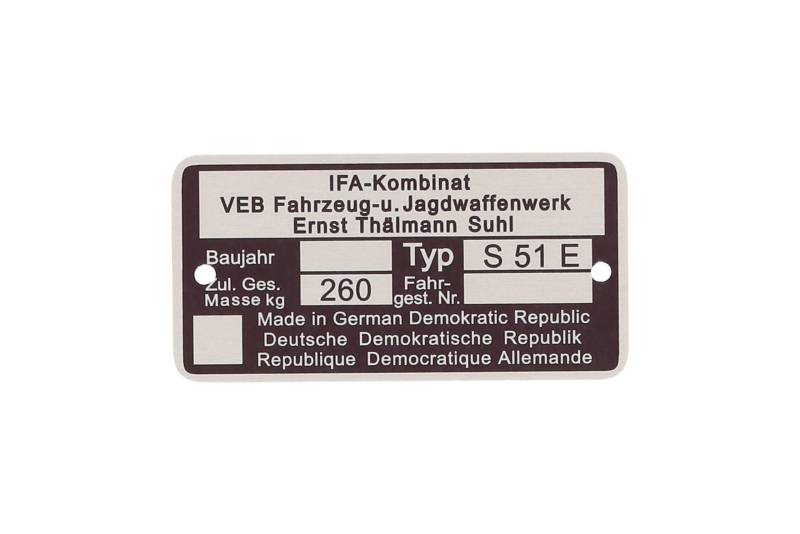 IFA-Kombinat
VEB Fahrzeug-u. Jagdwaffenwerk
Ernst Thälmann Suhl
Baujahr Typ S 51 E
Zul. Ges. Masse kg 260 Fahr-gest. Nr.
Made in German Demokratic Republic
Deutsche Demokratische Republik
Republique Democratique Allemande